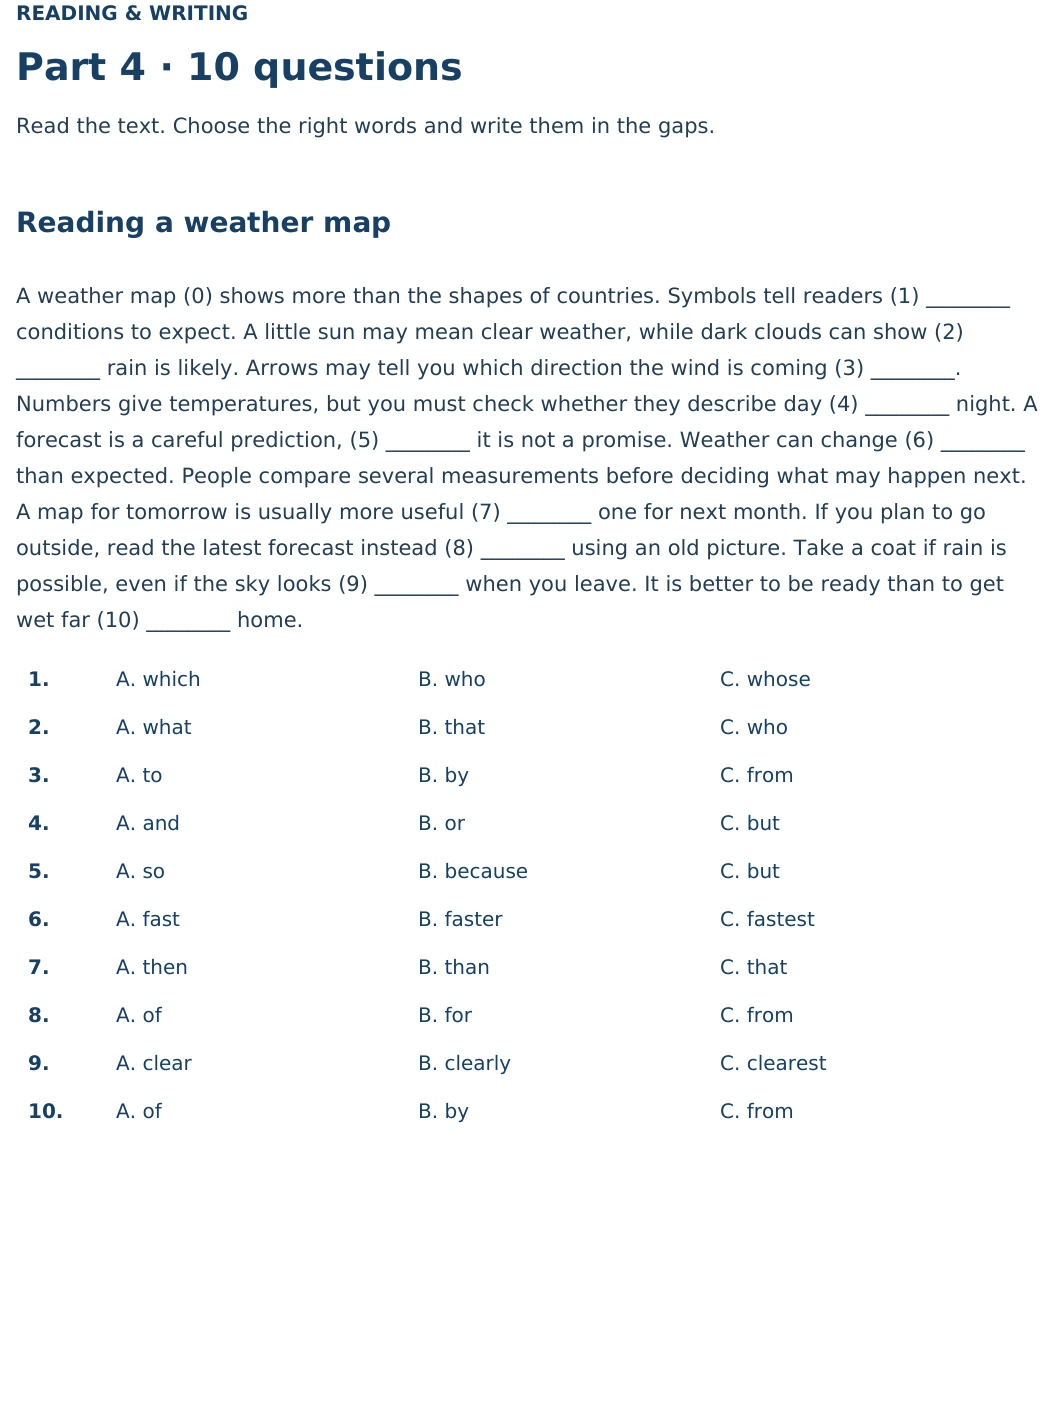 READING & WRITING
Part 4 · 10 questions
Read the text. Choose the right words and write them in the gaps.
Reading a weather map
A weather map (0) shows more than the shapes of countries. Symbols tell readers (1) ________
conditions to expect. A little sun may mean clear weather, while dark clouds can show (2)
________ rain is likely. Arrows may tell you which direction the wind is coming (3) ________.
Numbers give temperatures, but you must check whether they describe day (4) ________ night. A
forecast is a careful prediction, (5) ________ it is not a promise. Weather can change (6) ________
than expected. People compare several measurements before deciding what may happen next.
A map for tomorrow is usually more useful (7) ________ one for next month. If you plan to go
outside, read the latest forecast instead (8) ________ using an old picture. Take a coat if rain is
possible, even if the sky looks (9) ________ when you leave. It is better to be ready than to get
wet far (10) ________ home.
1. A. which B. who C. whose
2. A. what B. that C. who
3. A. to B. by C. from
4. A. and B. or C. but
5. A. so B. because C. but
6. A. fast B. faster C. fastest
7. A. then B. than C. that
8. A. of B. for C. from
9. A. clear B. clearly C. clearest
10. A. of B. by C. from